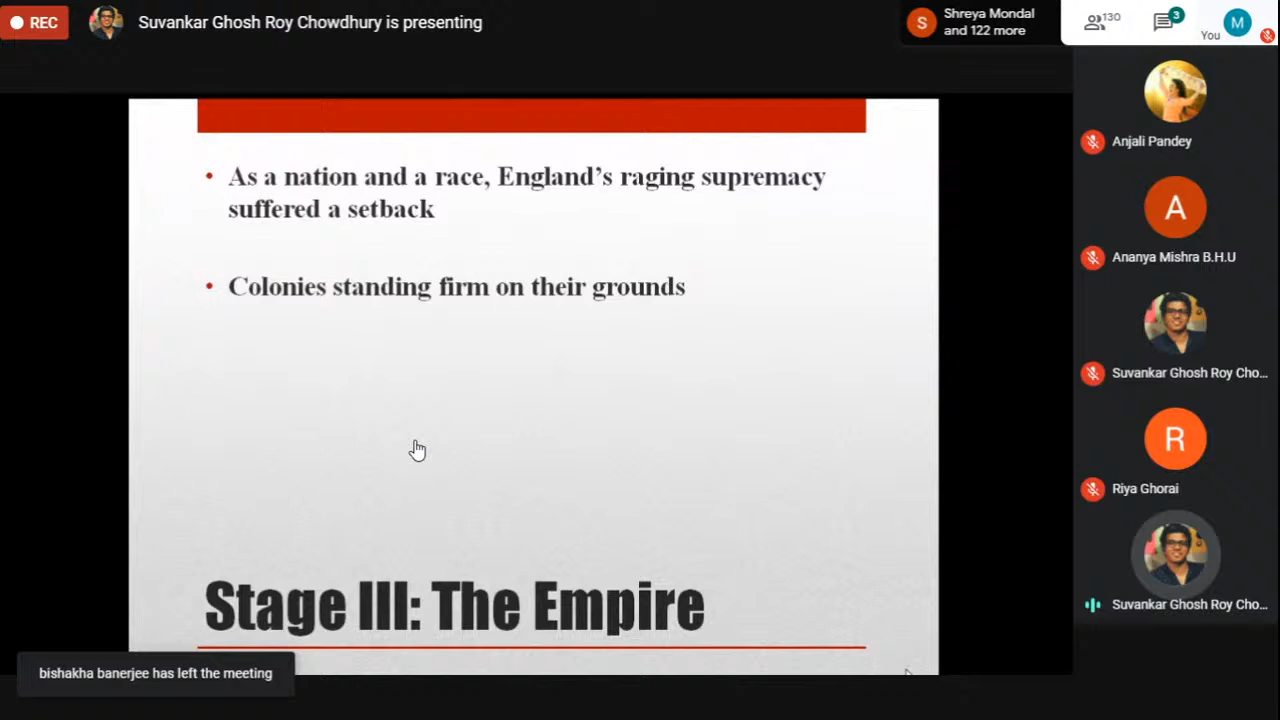 REC
Suvankar Ghosh Roy Chowdhury is presenting
Shreya Mondal
and 122 more
S
130
3
You
M
• As a nation and a race, England's raging supremacy
suffered a setback
• Colonies standing firm on their grounds
Stage III: The Empire
Anjali Pandey
A
Ananya Mishra B.H.U
Suvankar Ghosh Roy Cho...
R
Riya Ghorai
Suvankar Ghosh Roy Cho...
bishakha banerjee has left the meeting